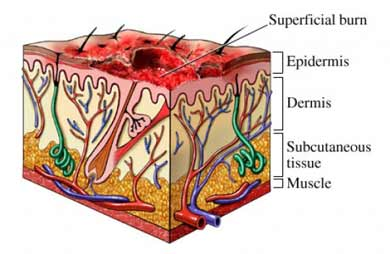 Superficial burn
Epidermis
Dermis
Subcutaneous
tissue
Muscle